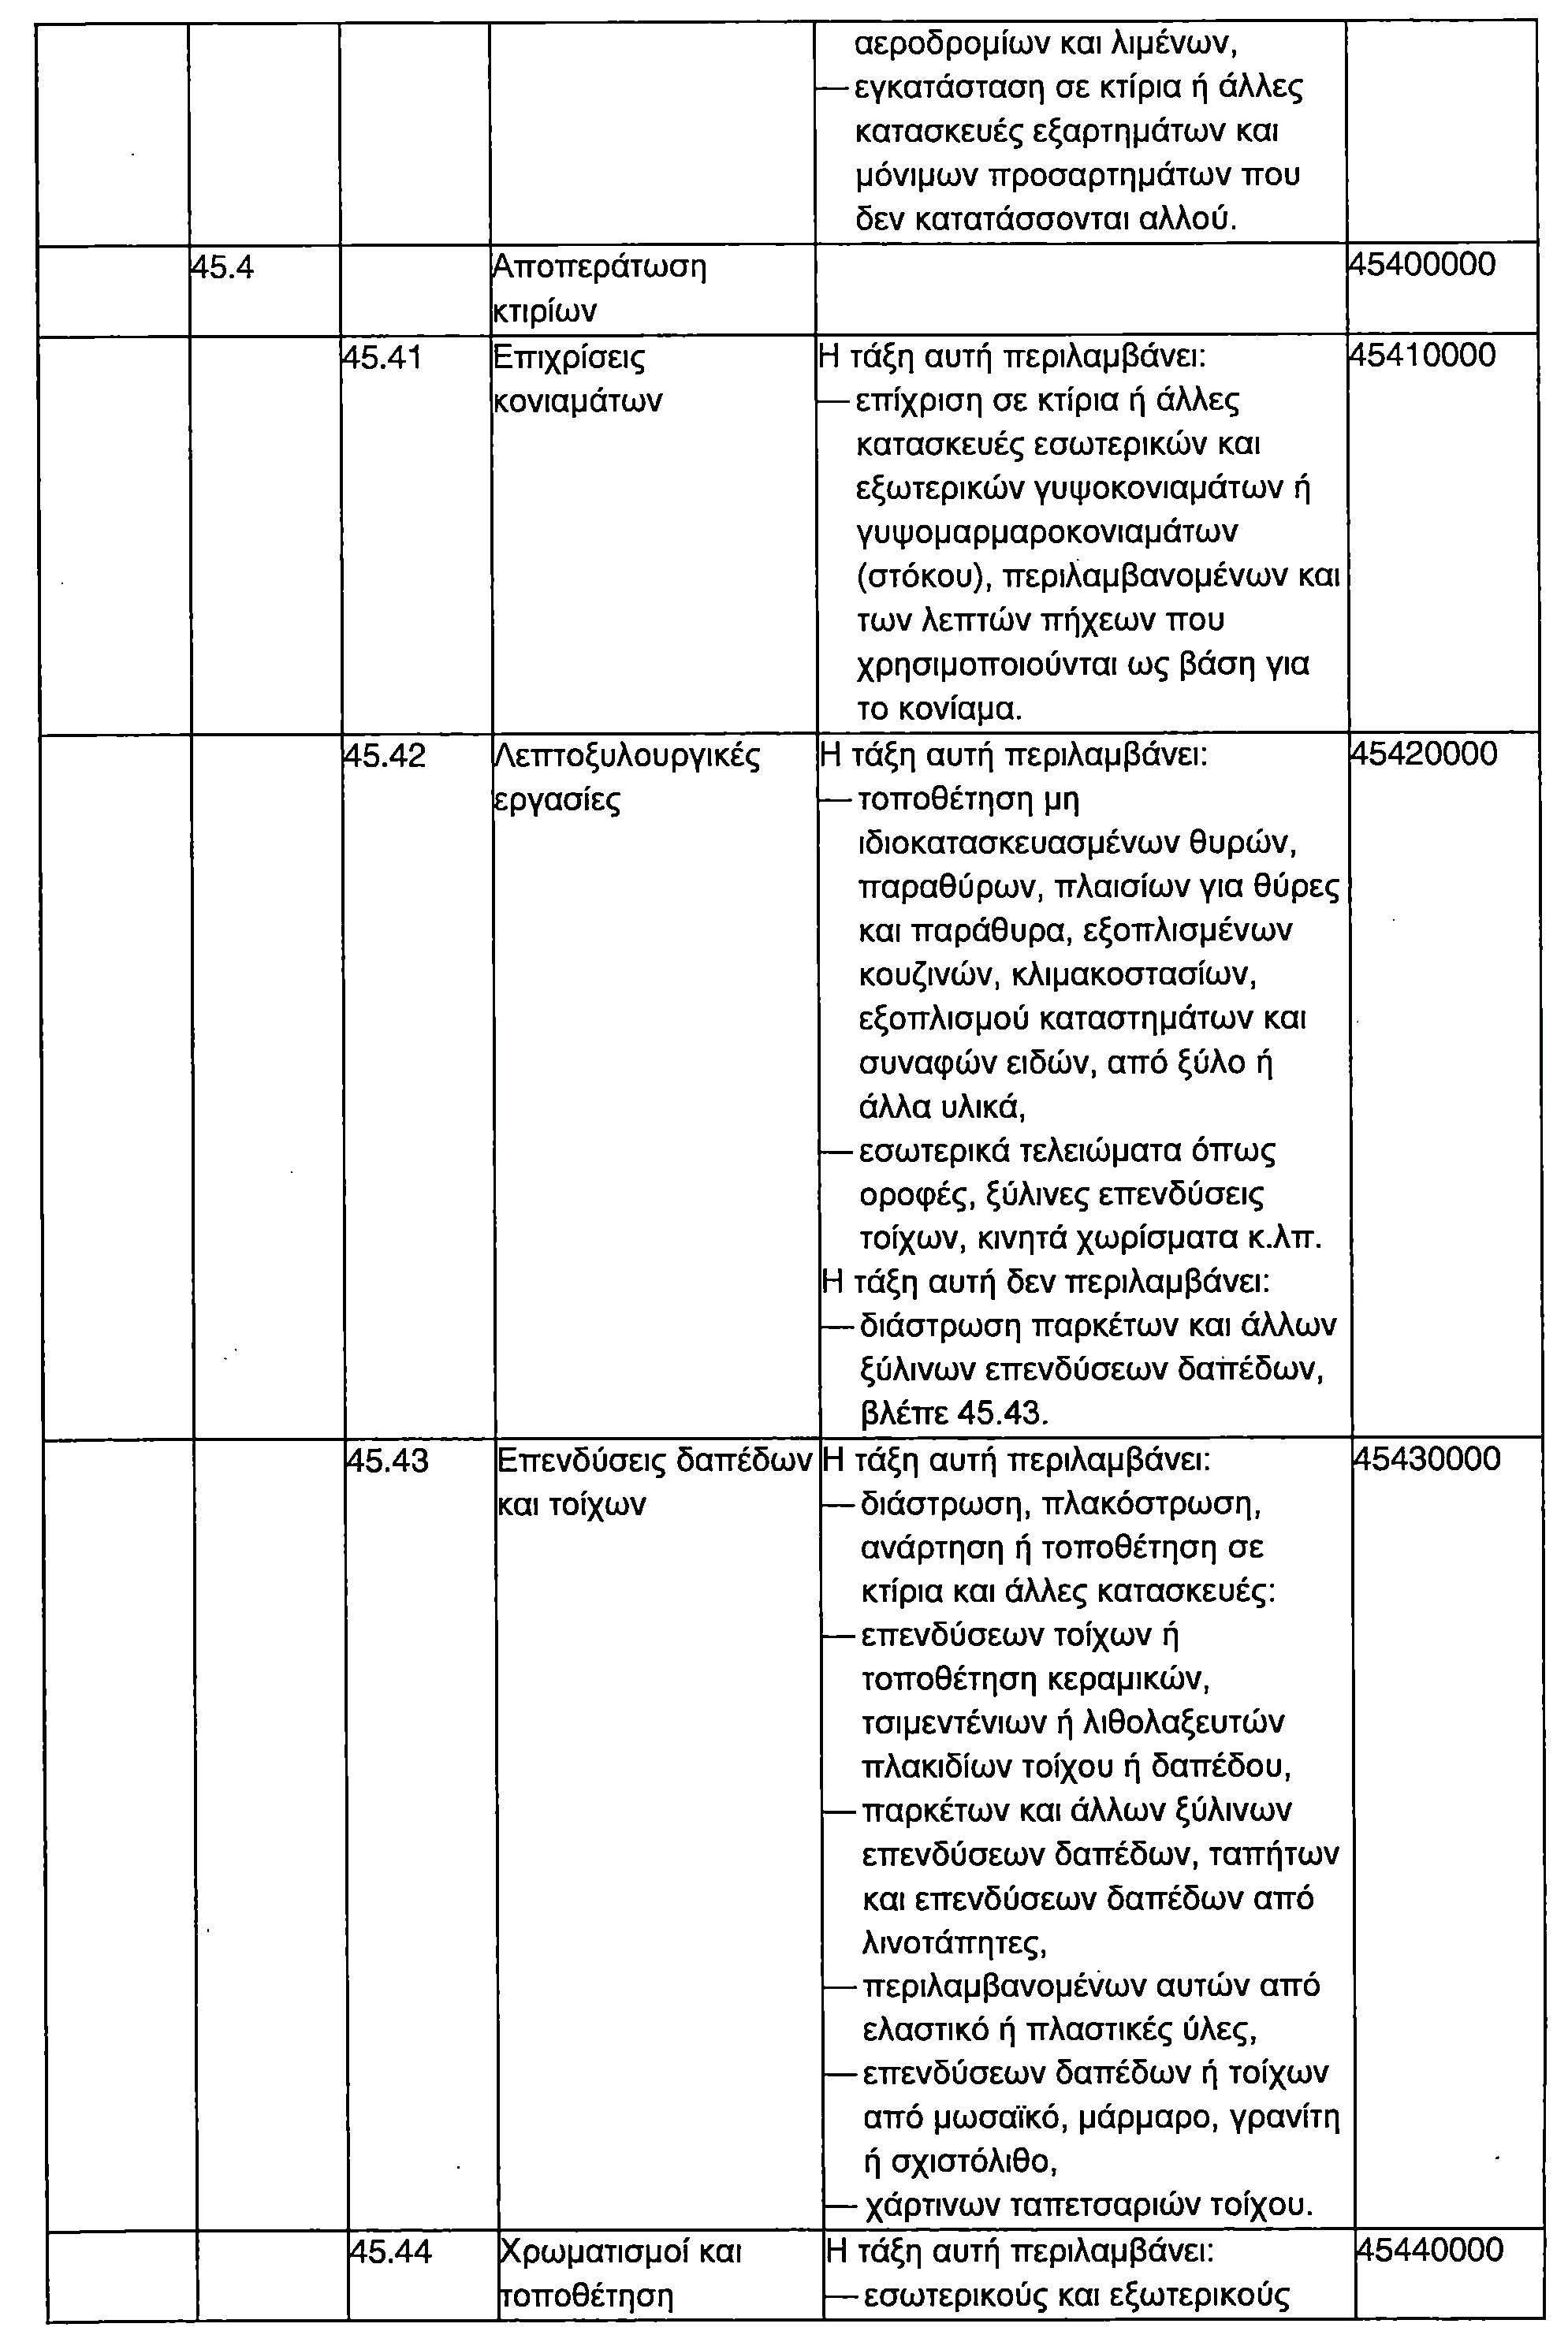 αεροδρομίων και λιμένων,
— εγκατάσταση σε κτίρια ή άλλες
κατασκευές εξαρτημάτων και
μόνιμων προσαρτημάτων που
δεν κατατάσσονται αλλού.
45.4 Αποπεράτωση 45400000
κτιρίων
45.41 Επιχρίσεις Η τάξη αυτή περιλαμβάνει: 45410000
κονιαμάτων — επίχριση σε κτίρια ή άλλες
κατασκευές εσωτερικών και
εξωτερικών γυψοκονιαμάτων ή
γυψομαρμαροκονιαμάτων
(στόκου), περιλαμβανομένων και
των λεπτών πήχεων που
χρησιμοποιούνται ως βάση για
το κονίαμα.
45.42 Λεπτοξυλουργικές Η τάξη αυτή περιλαμβάνει: 45420000
εργασίες — τοποθέτηση μη
ιδιοκατασκευασμένων θυρών,
παραθύρων, πλαισίων για θύρες
και παράθυρα, εξοπλισμένων
κουζινών, κλιμακοστασίων,
εξοπλισμού καταστημάτων και
συναφών ειδών, από ξύλο ή
άλλα υλικά,
— εσωτερικά τελειώματα όπως
οροφές, ξύλινες επενδύσεις
τοίχων, κινητά χωρίσματα κ.λπ.
Η τάξη αυτή δεν περιλαμβάνει:
— διάστρωση παρκέτων και άλλων
ξύλινων επενδύσεων δαπέδων,
βλέπε 45.43.
45.43 Επενδύσεις δαπέδων Η τάξη αυτή περιλαμβάνει: 45430000
και τοίχων — διάστρωση, πλακόστρωση,
ανάρτηση ή τοποθέτηση σε
κτίρια και άλλες κατασκευές:
— επενδύσεων τοίχων ή
τοποθέτηση κεραμικών,
τσιμεντένιων ή λιθολαξευτών
πλακιδίων τοίχου ή δαπέδου,
— παρκέτων και άλλων ξύλινων
επενδύσεων δαπέδων, ταπήτων
και επενδύσεων δαπέδων από
λινοτάπητες,
— περιλαμβανομένων αυτών από
ελαστικό ή πλαστικές ύλες,
— επενδύσεων δαπέδων ή τοίχων
από μωσαϊκό, μάρμαρο, γρανίτη
ή σχιστόλιθο,
— χάρτινων ταπετσαριών τοίχου.
45.44 Χρωματισμοί και Η τάξη αυτή περιλαμβάνει: 45440000
τοποθέτηση — εσωτερικούς και εξωτερικούς